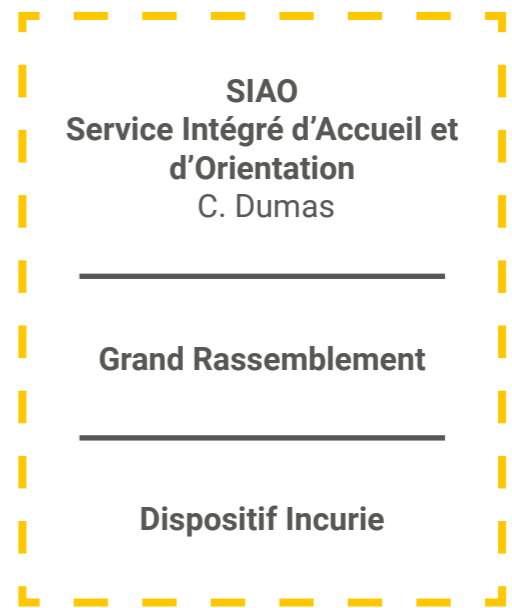 SIAO
Service Intégré d’Accueil et
d’Orientation
C. Dumas
Grand Rassemblement
Dispositif Incurie